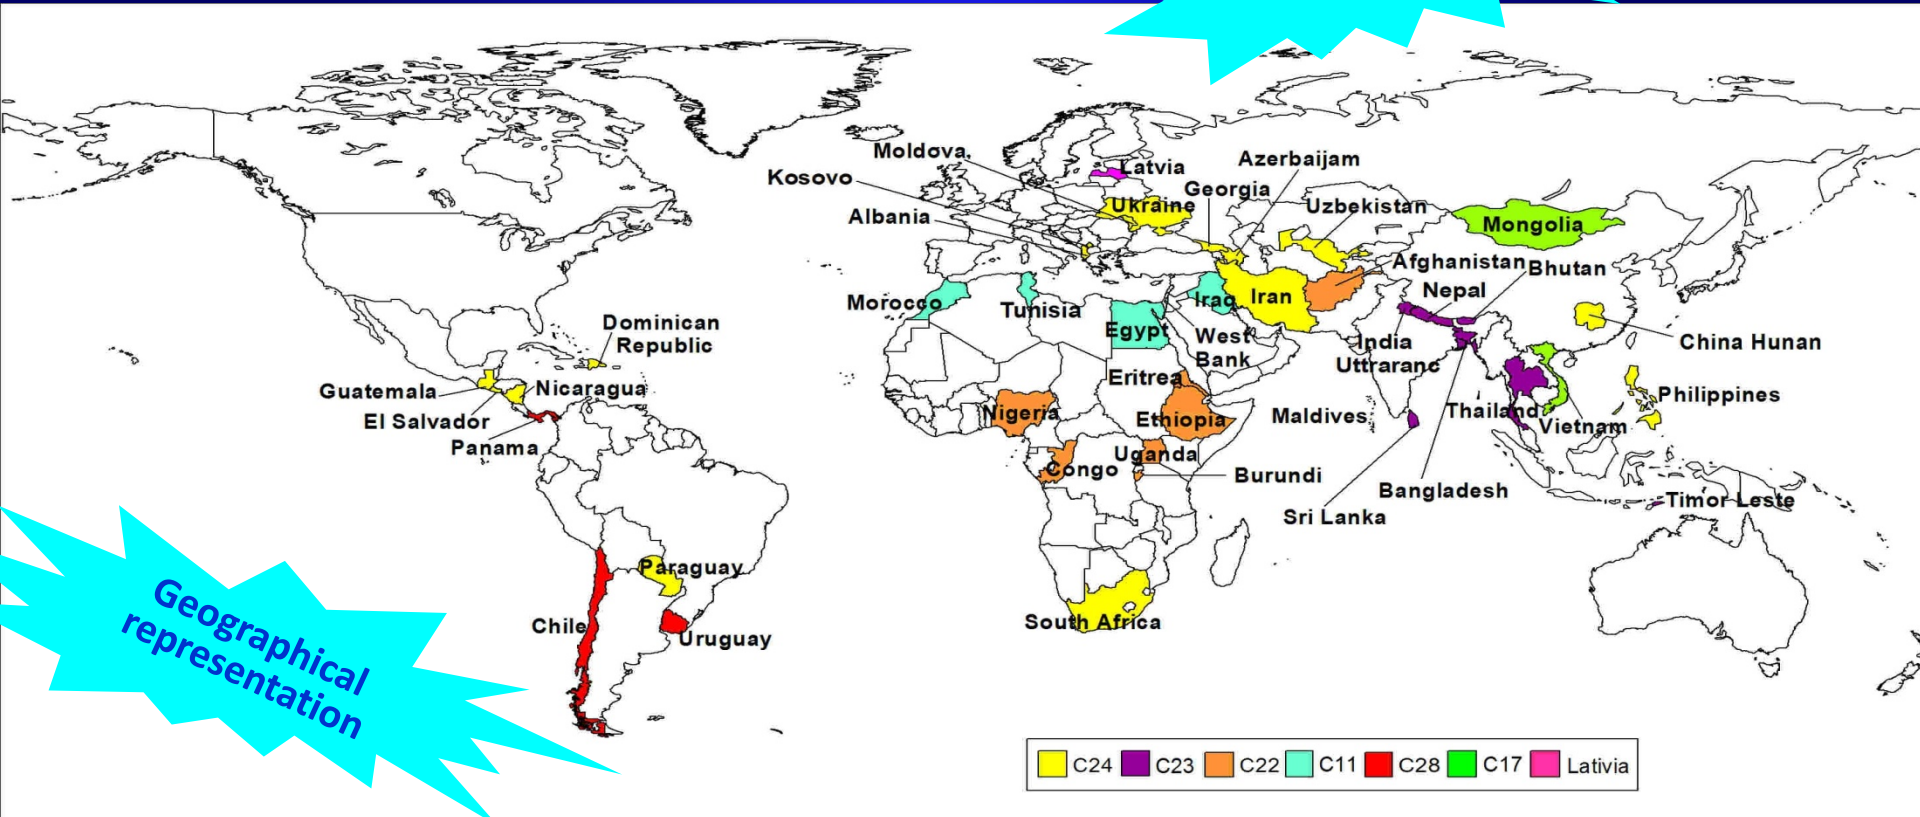 Moldova
Latvia
Azerbaijam
Kosovo
Georgia
Albania
Ukraine
Uzbekistan
Mongolia
Afghanistan
Bhutan
Nepal
Morocco
Tunisia
Iraq
Iran
Egypt
West
Bank
India
Uttraranc
China Hunan
Dominican
Republic
Guatemala
Nicaragua
El Salvador
Panama
Eritrea
Nigeria
Ethiopia
Maldives
Thailand
Vietnam
Philippines
Congo
Uganda
Burundi
Sri Lanka
Bangladesh
Timor Leste
Paraguay
Chile
Uruguay
South Africa
Geographical
representation
C24 C23 C22 C11 C28 C17 Lativia